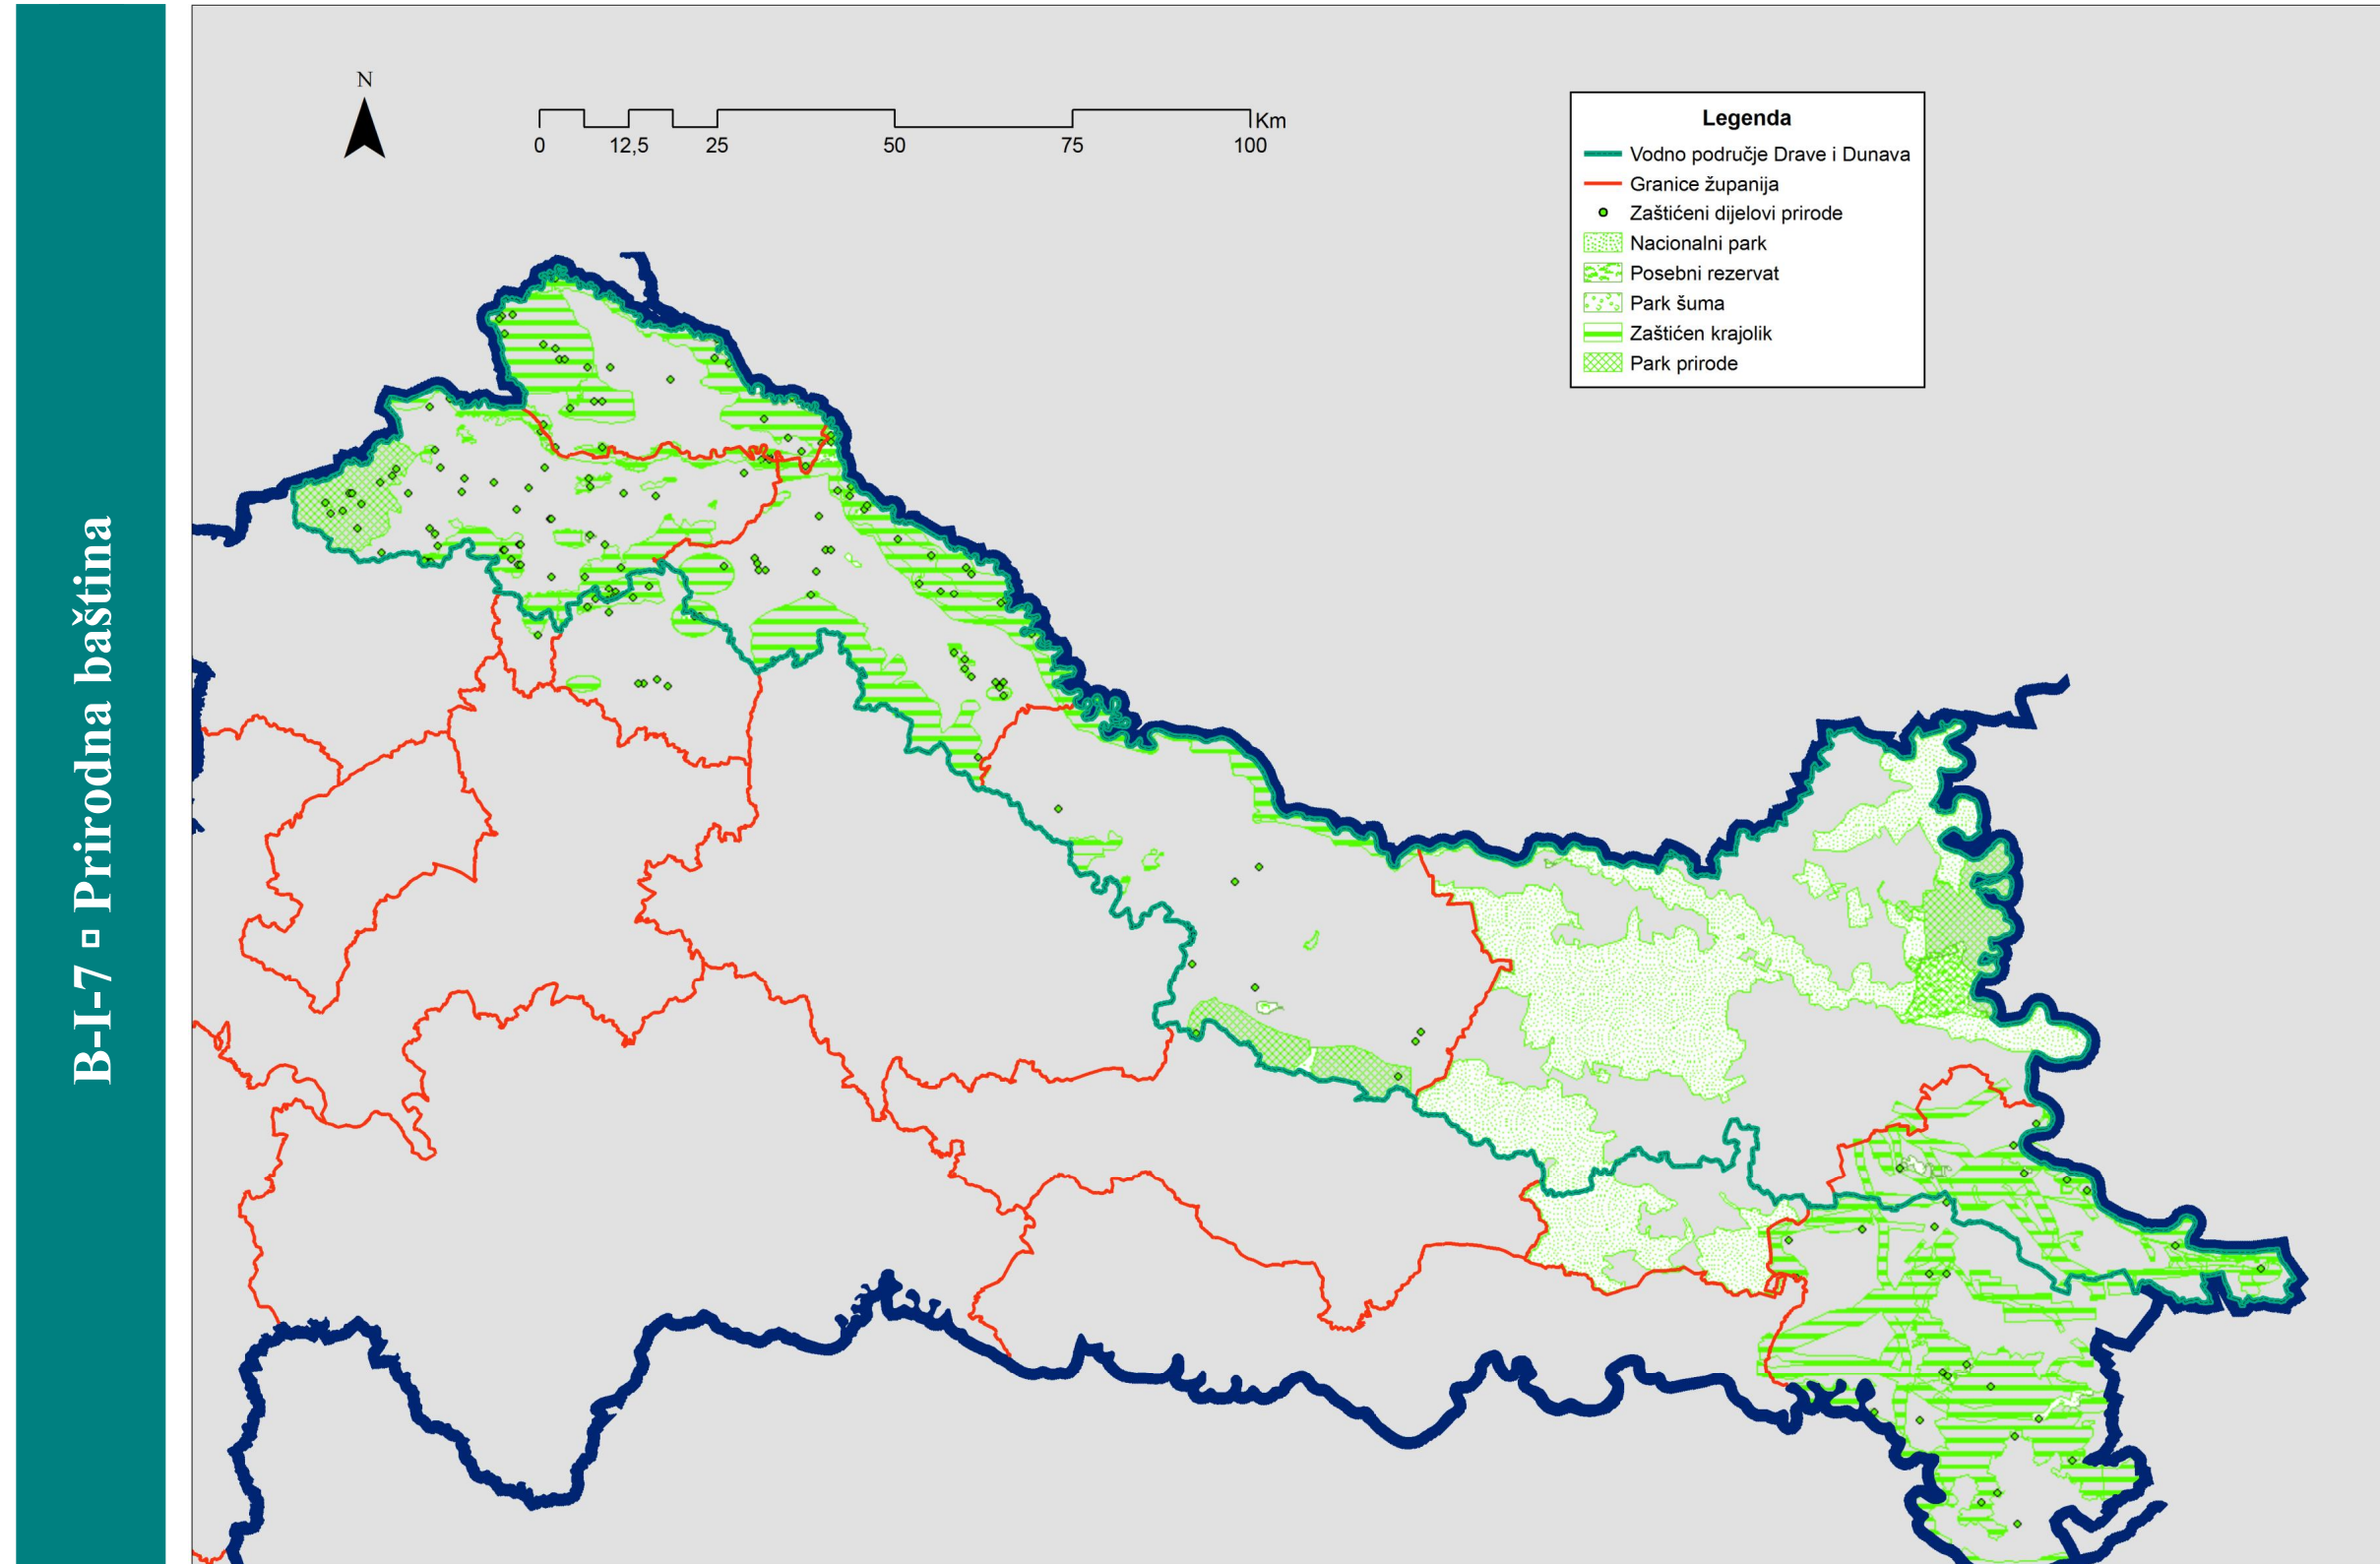 B-I-7 ▫ Prirodna baština
N
Km
0 12,5 25 50 75 100
Legenda
Vodno područje Drave i Dunava
Granice županija
Zaštićeni dijelovi prirode
Nacionalni park
Posebni rezervat
Park šuma
Zaštićen krajolik
Park prirode